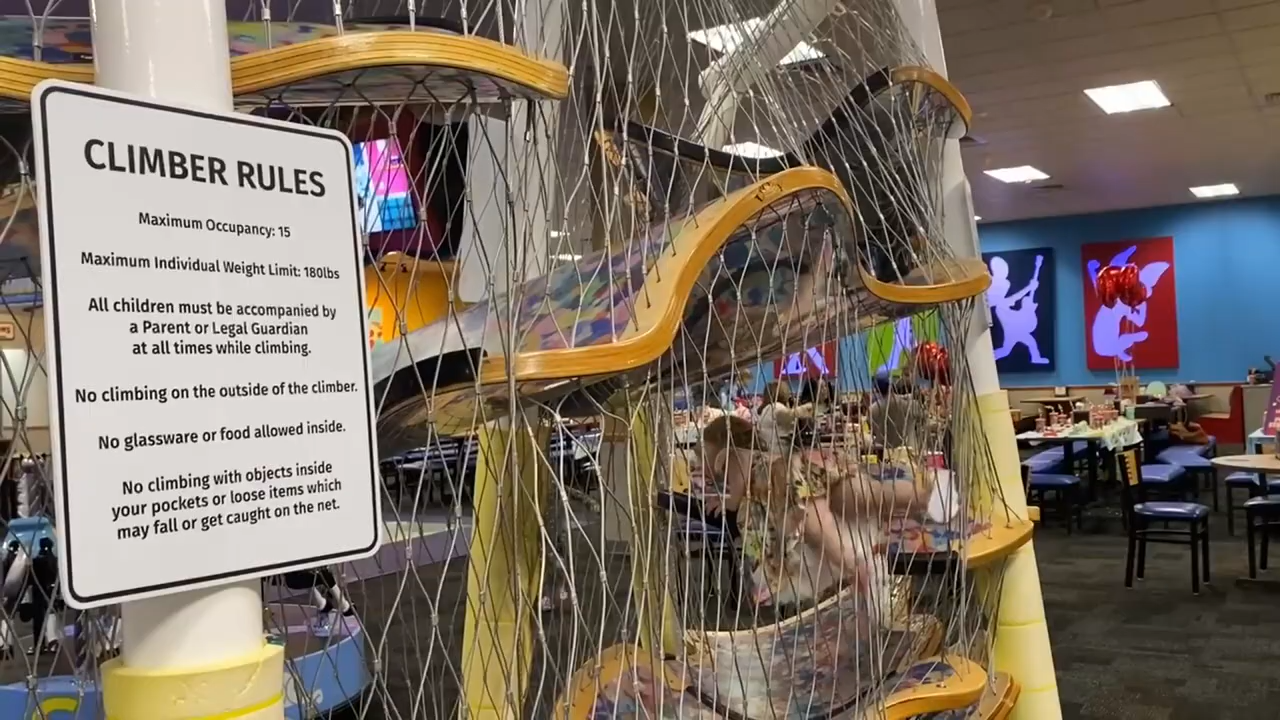 CLIMBER RULES
Maximum Occupancy: 15
Maximum Individual Weight Limit: 180lbs
All children must be accompanied by
a Parent or Legal Guardian
at all times while climbing.
No climbing on the outside of the climber.
No glassware or food allowed inside.
No climbing with objects inside
your pockets or loose items which
may fall or get caught on the net.